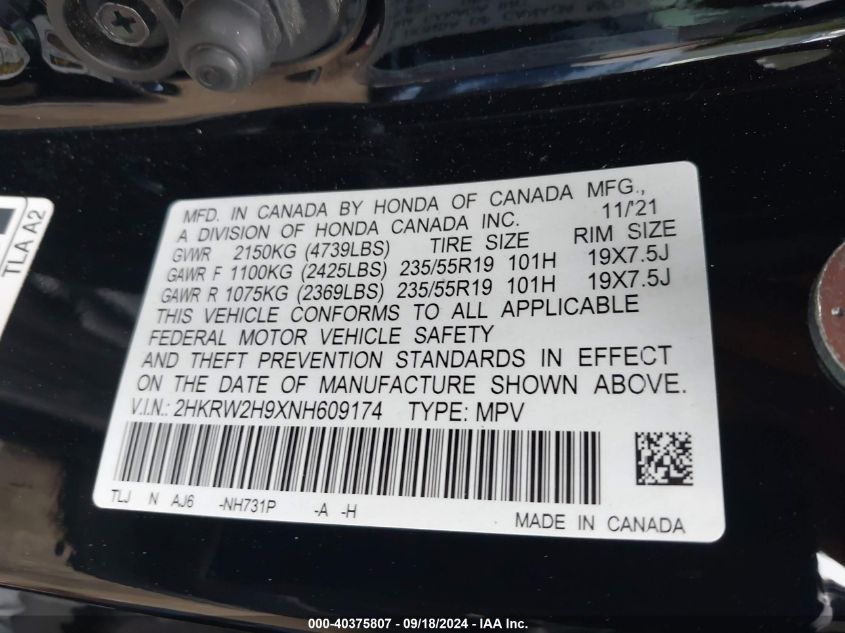 MFD. IN CANADA BY HONDA OF CANADA MFG.,
A DIVISION OF HONDA CANADA INC. 11/'21
GVWR 2150KG (4739LBS) TIRE SIZE RIM SIZE
GAWR F 1100KG (2425LBS) 235/55R19 101H 19X7.5J
GAWR R 1075KG (2369LBS) 235/55R19 101H 19X7.5J
THIS VEHICLE CONFORMS TO ALL APPLICABLE
FEDERAL MOTOR VEHICLE SAFETY
AND THEFT PREVENTION STANDARDS IN EFFECT
ON THE DATE OF MANUFACTURE SHOWN ABOVE.
V.I.N.: 2HKRW2H9XNH609174 TYPE: MPV
TLJ N AJ6 -NH731P -A -H
MADE IN CANADA
TLA A2
000-40375807 - 09/18/2024 - IAA Inc.